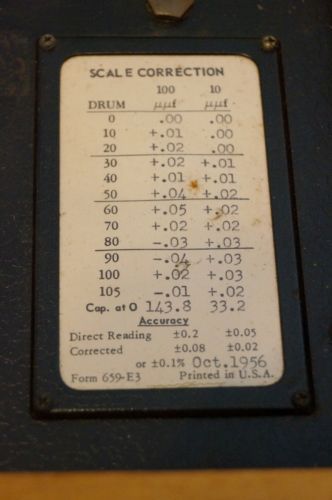 SCALE CORRECTION
100 10
DRUM μμf μμf
0 .00 .00
10 +.01 .00
20 +.02 .00
30 +.02 +.01
40 +.01 +.01
50 +.04 +.02
60 +.05 +.02
70 +.02 +.02
80 -.03 +.03
90 -.04 +.03
100 +.02 +.03
105 -.01 +.02
Cap. at 0 143.8 33.2
Accuracy
Direct Reading ±0.2 ±0.05
Corrected ±0.08 ±0.02
or ±0.1% Oct.1956
Form 659-E3 Printed in U.S.A.